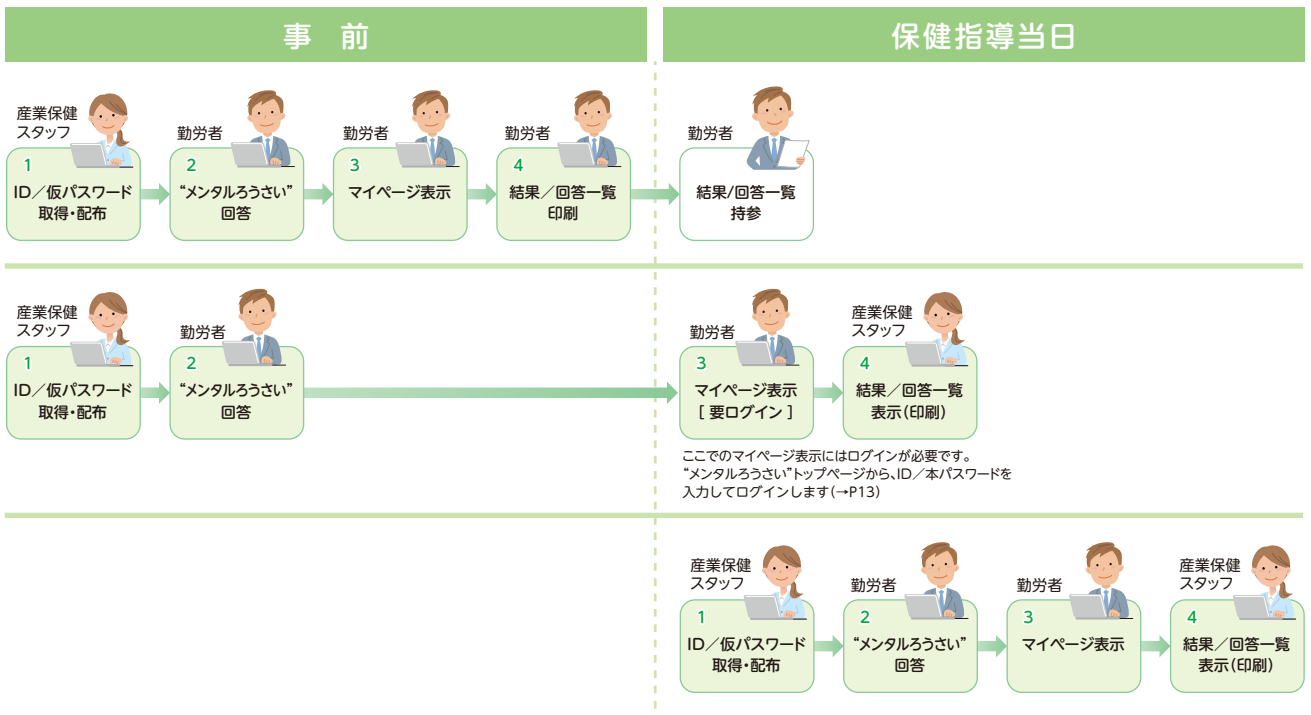 事 前
保健指導当日
産業保健
スタッフ
1
ID／仮パスワード
取得・配布
勤労者
2
“メンタルろうさい”
回答
勤労者
3
マイページ表示
勤労者
4
結果／回答一覧
印刷
勤労者
結果/回答一覧
持参
産業保健
スタッフ
1
ID／仮パスワード
取得・配布
勤労者
2
“メンタルろうさい”
回答
勤労者
3
マイページ表示
［ 要ログイン ］
産業保健
スタッフ
4
結果／回答一覧
表示（印刷）
ここでのマイページ表示にはログインが必要です。
“メンタルろうさい”トップページから、ID／本パスワードを
入力してログインします（→P13）
産業保健
スタッフ
1
ID／仮パスワード
取得・配布
勤労者
2
“メンタルろうさい”
回答
勤労者
3
マイページ表示
産業保健
スタッフ
4
結果／回答一覧
表示（印刷）